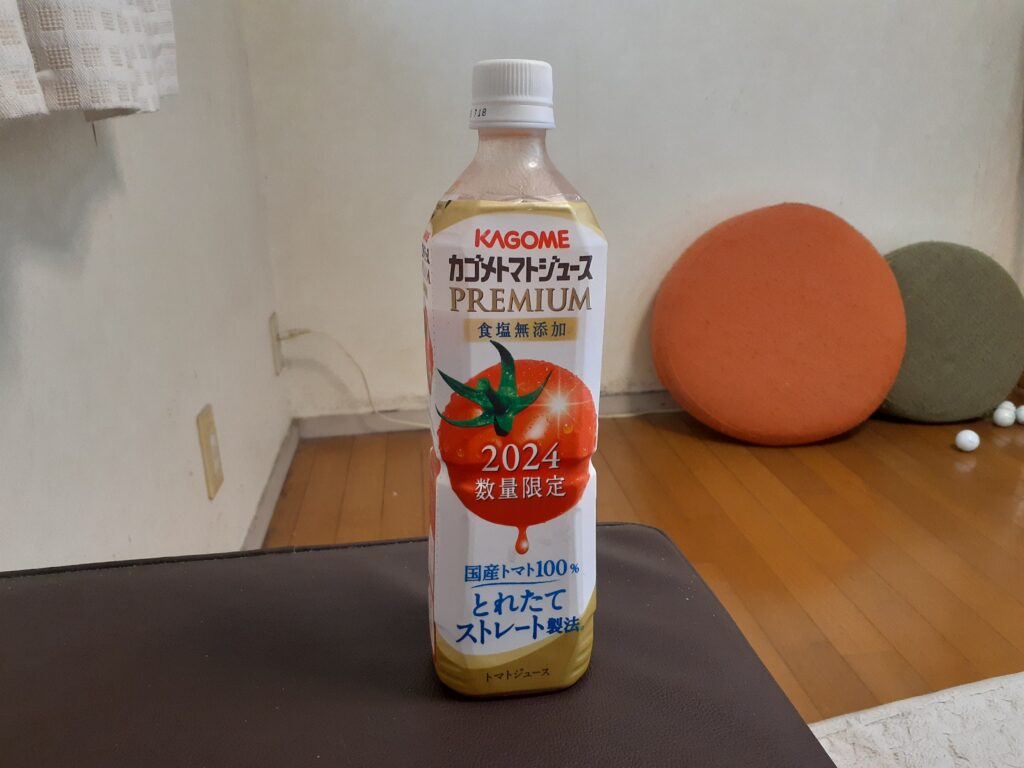 KAGOME
カゴメトマトジュース
PREMIUM
食塩無添加
2024
数量限定
国産トマト100%
とれたて
ストレート製法
トマトジュース